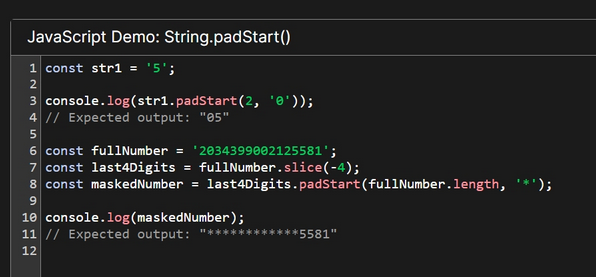 JavaScript Demo: String.padStart()
1 const str1 = '5';
2
3 console.log(str1.padStart(2, '0'));
4 // Expected output: "05"
5
6 const fullNumber = '2034399002125581';
7 const last4Digits = fullNumber.slice(-4);
8 const maskedNumber = last4Digits.padStart(fullNumber.length, '*');
9
10 console.log(maskedNumber);
11 // Expected output: "************5581"
12